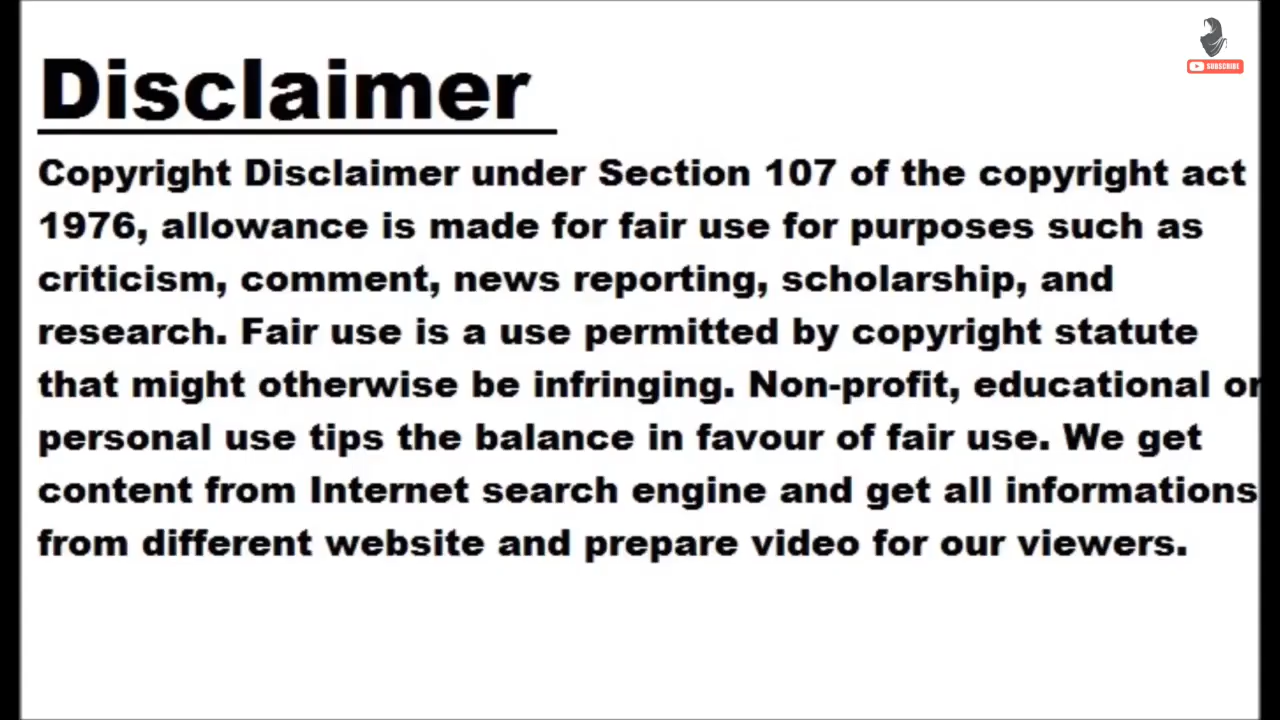 SUBSCRIBE
Disclaimer
Copyright Disclaimer under Section 107 of the copyright act
1976, allowance is made for fair use for purposes such as
criticism, comment, news reporting, scholarship, and
research. Fair use is a use permitted by copyright statute
that might otherwise be infringing. Non-profit, educational or
personal use tips the balance in favour of fair use. We get
content from Internet search engine and get all informations
from different website and prepare video for our viewers.